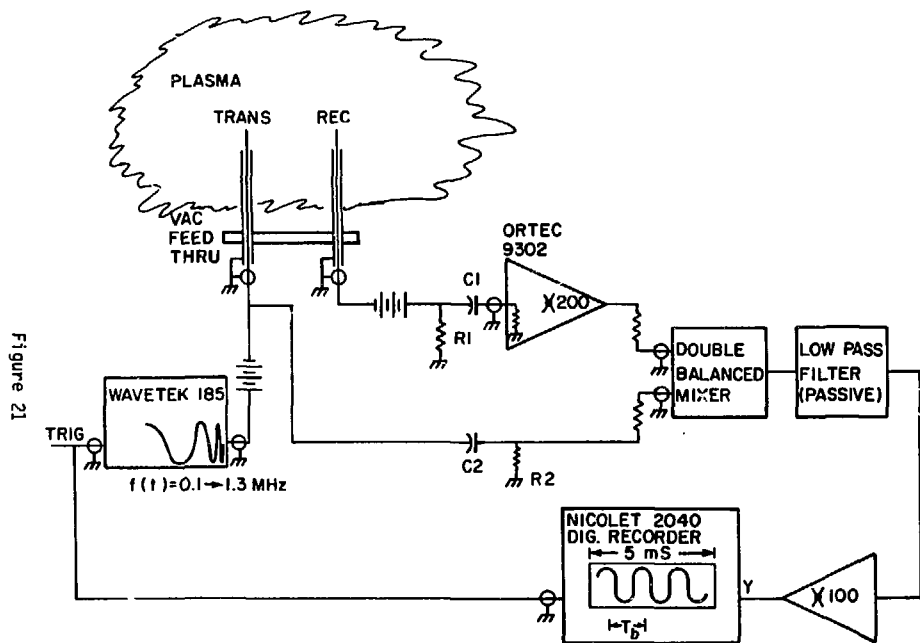 PLASMA
TRANS
REC
VAC
FEED
THRU
ORTEC
9302
X200
C1
R1
DOUBLE
BALANCED
MIXER
LOW PASS
FILTER
(PASSIVE)
WAVETEK 185
TRIG
f(t)=0.1→1.3 MHz
C2
R2
NICOLET 2040
DIG. RECORDER
5 mS
T_b
Y
X100
Figure 21